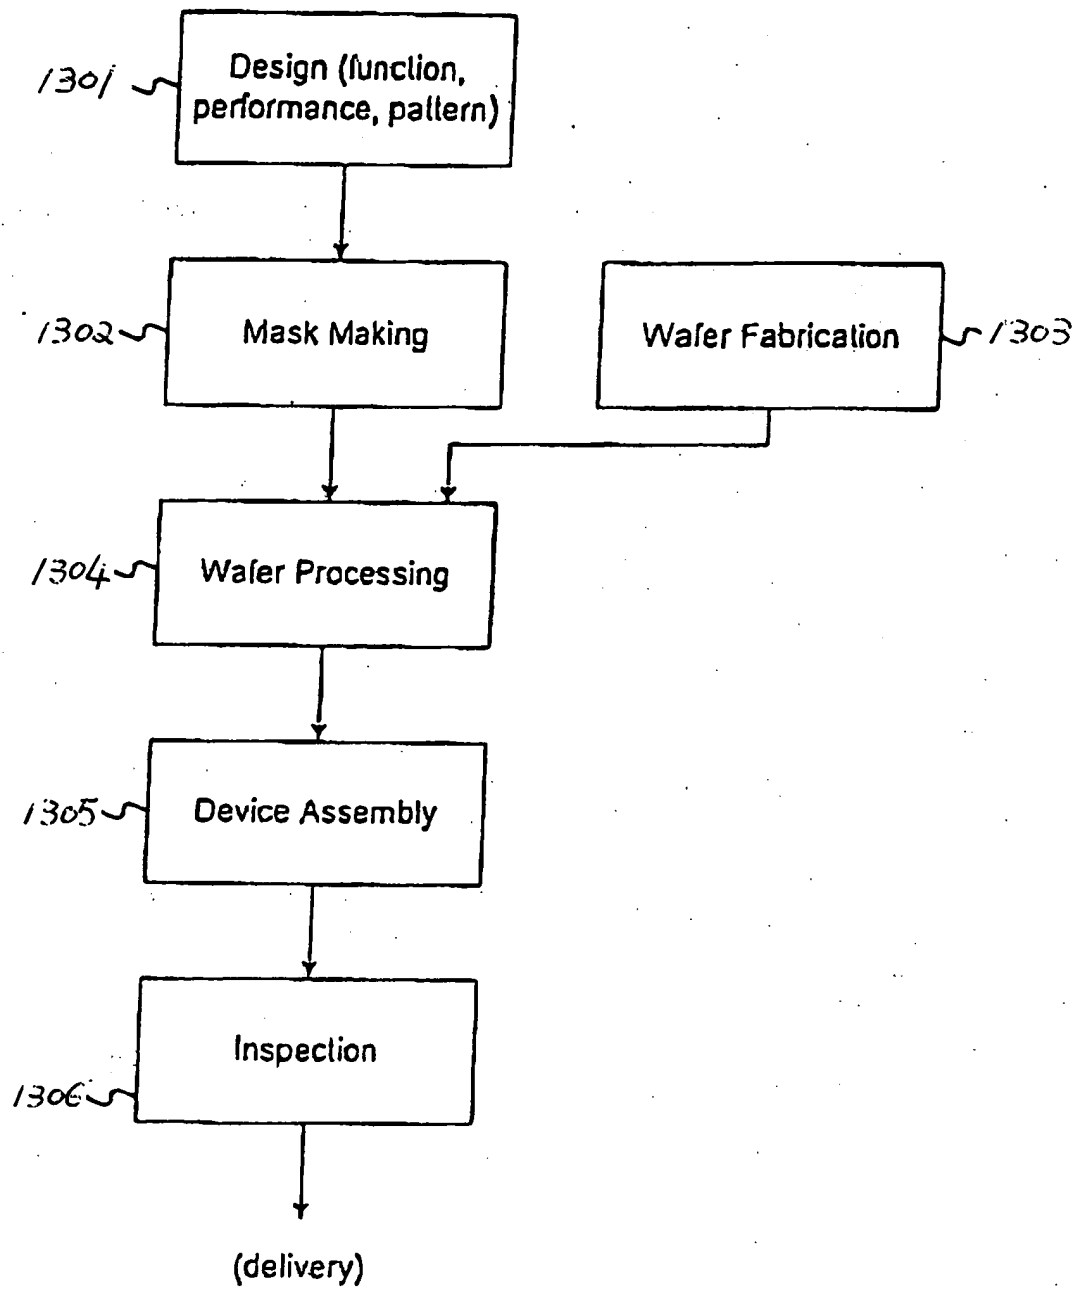 1301
Design (function,
performance, pattern)
1302
Mask Making
Wafer Fabrication
1303
1304
Wafer Processing
1305
Device Assembly
Inspection
1306
(delivery)